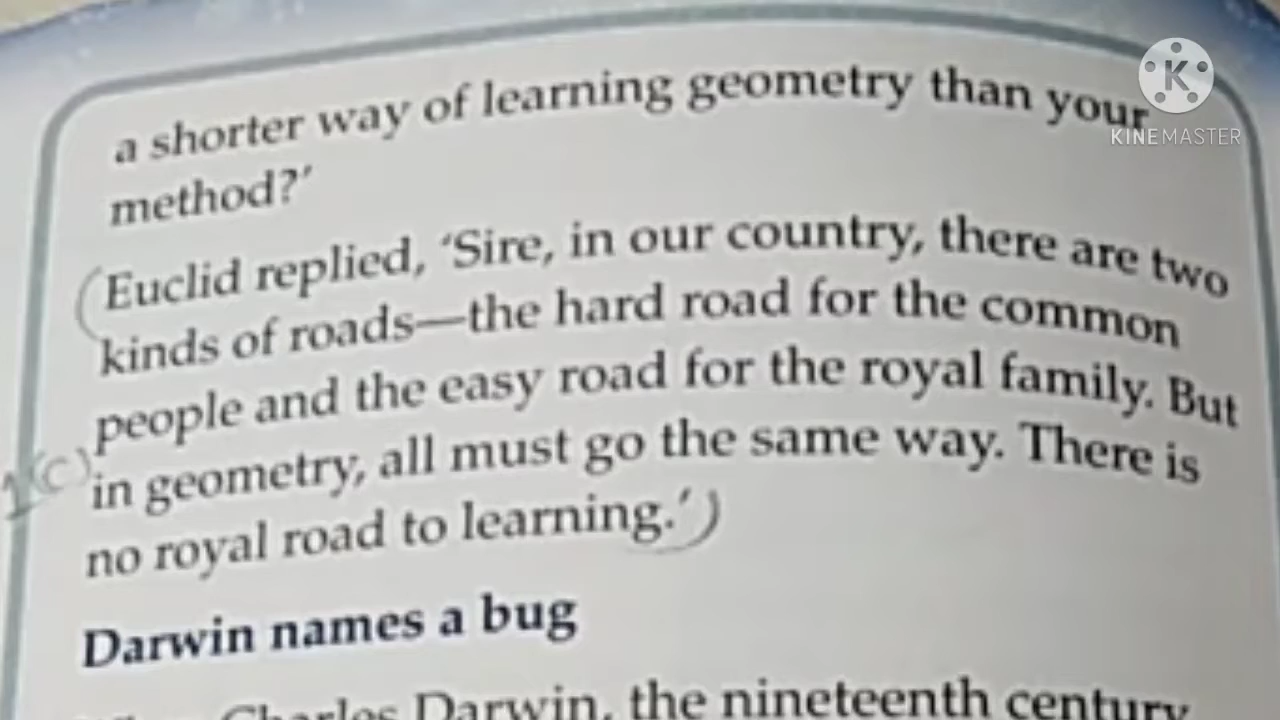 a shorter way of learning geometry than your
method?'
Euclid replied, 'Sire, in our country, there are two
kinds of roads—the hard road for the common
people and the easy road for the royal family. But
in geometry, all must go the same way. There is
no royal road to learning.'
1(C)
Darwin names a bug
Charles Darwin, the nineteenth century
K
KINEMASTER